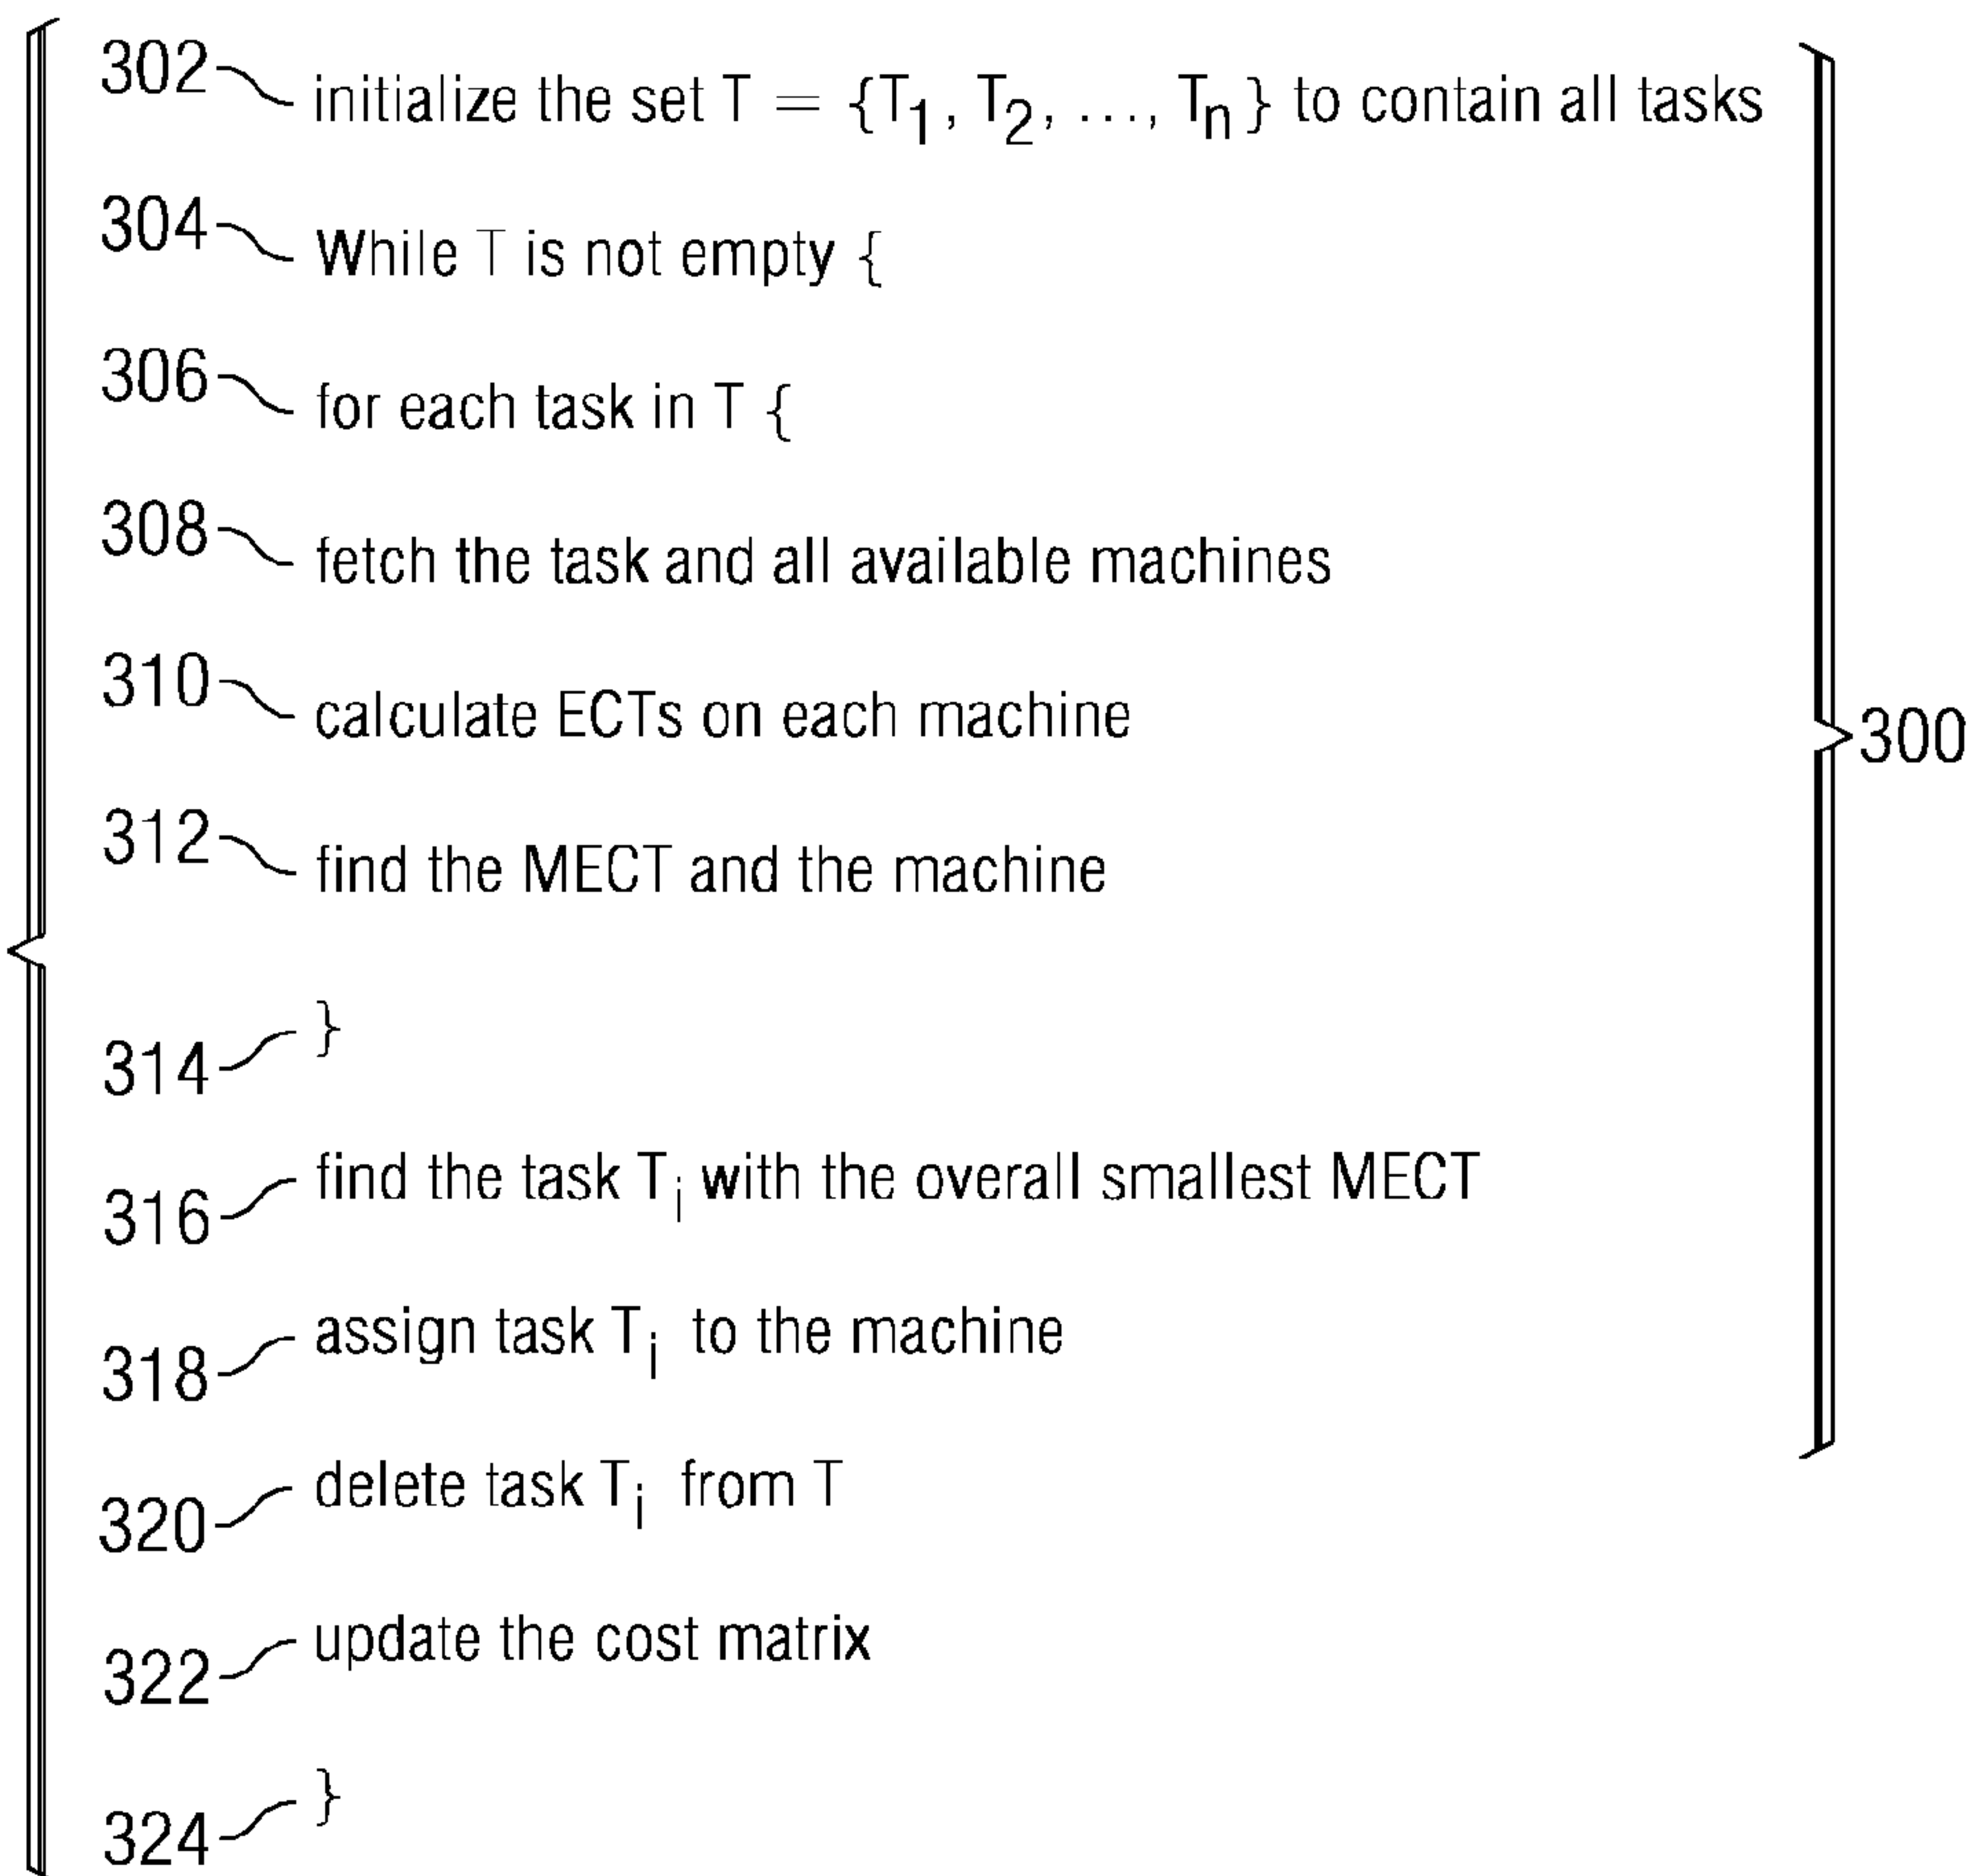 302 initialize the set T = {T1, T2, ..., Tn} to contain all tasks
304 While T is not empty {
306 for each task in T {
308 fetch the task and all available machines
310 calculate ECTs on each machine
300
312 find the MECT and the machine
314 }
316 find the task Ti with the overall smallest MECT
318 assign task Ti to the machine
320 delete task Ti from T
322 update the cost matrix
324 }